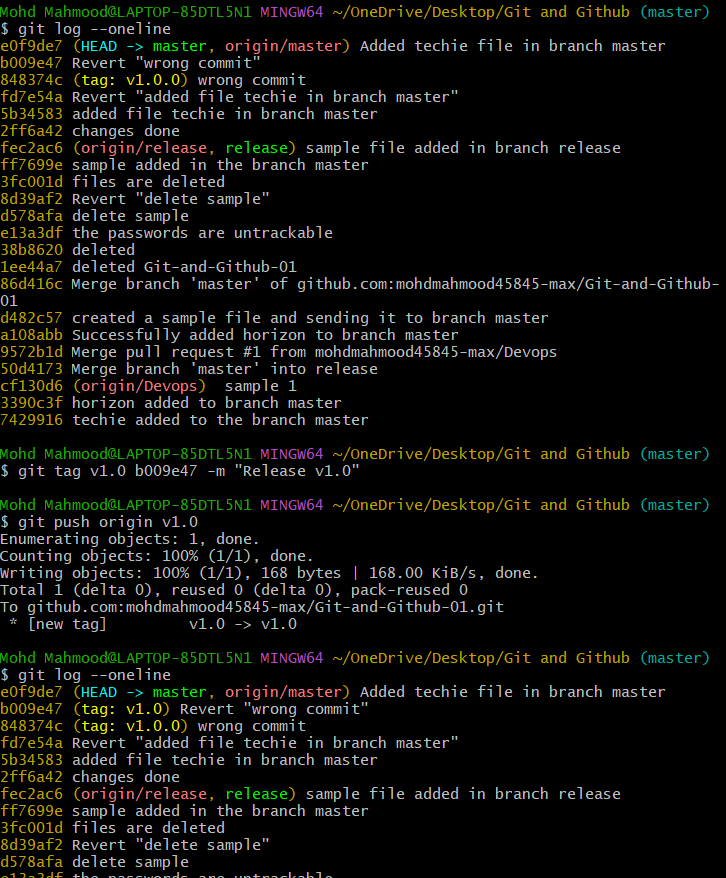 Mohd Mahmood@LAPTOP-85DTL5N1 MINGW64 ~/OneDrive/Desktop/Git and Github (master)
$ git log --oneline
e0f9de7 (HEAD -> master, origin/master) Added techie file in branch master
b009e47 Revert "wrong commit"
848374c (tag: v1.0.0) wrong commit
fd7e54a Revert "added file techie in branch master"
5b34583 added file techie in branch master
2ff6a42 changes done
fec2ac6 (origin/release, release) sample file added in branch release
ff7699e sample added in the branch master
3fc001d files are deleted
8d39af2 Revert "delete sample"
d578afa delete sample
e13a3df the passwords are untrackable
38b8620 deleted
1ee44a7 deleted Git-and-Github-01
86d416c Merge branch 'master' of github.com:mohdmahmood45845-max/Git-and-Github-
01
d482c57 created a sample file and sending it to branch master
a108abb Successfully added horizon to branch master
9572b1d Merge pull request #1 from mohdmahmood45845-max/Devops
50d4173 Merge branch 'master' into release
cf130d6 (origin/Devops)  sample 1
3390c3f horizon added to branch master
7429916 techie added to the branch master
Mohd Mahmood@LAPTOP-85DTL5N1 MINGW64 ~/OneDrive/Desktop/Git and Github (master)
$ git tag v1.0 b009e47 -m "Release v1.0"
Mohd Mahmood@LAPTOP-85DTL5N1 MINGW64 ~/OneDrive/Desktop/Git and Github (master)
$ git push origin v1.0
Enumerating objects: 1, done.
Counting objects: 100% (1/1), done.
Writing objects: 100% (1/1), 168 bytes | 168.00 KiB/s, done.
Total 1 (delta 0), reused 0 (delta 0), pack-reused 0
To github.com:mohdmahmood45845-max/Git-and-Github-01.git
 * [new tag]         v1.0 -> v1.0
Mohd Mahmood@LAPTOP-85DTL5N1 MINGW64 ~/OneDrive/Desktop/Git and Github (master)
$ git log --oneline
e0f9de7 (HEAD -> master, origin/master) Added techie file in branch master
b009e47 (tag: v1.0) Revert "wrong commit"
848374c (tag: v1.0.0) wrong commit
fd7e54a Revert "added file techie in branch master"
5b34583 added file techie in branch master
2ff6a42 changes done
fec2ac6 (origin/release, release) sample file added in branch release
ff7699e sample added in the branch master
3fc001d files are deleted
8d39af2 Revert "delete sample"
d578afa delete sample
e13a3df the passwords are untrackable